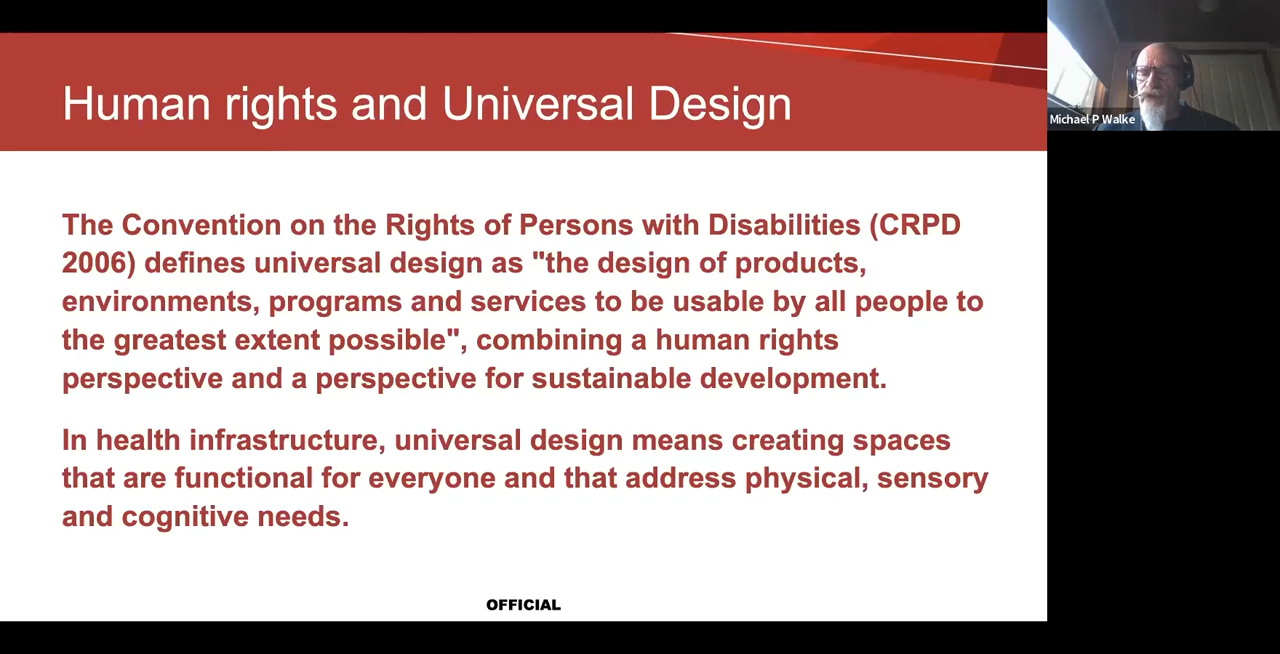 Human rights and Universal Design
Michael P Walke
The Convention on the Rights of Persons with Disabilities (CRPD
2006) defines universal design as "the design of products,
environments, programs and services to be usable by all people to
the greatest extent possible", combining a human rights
perspective and a perspective for sustainable development.
In health infrastructure, universal design means creating spaces
that are functional for everyone and that address physical, sensory
and cognitive needs.
OFFICIAL